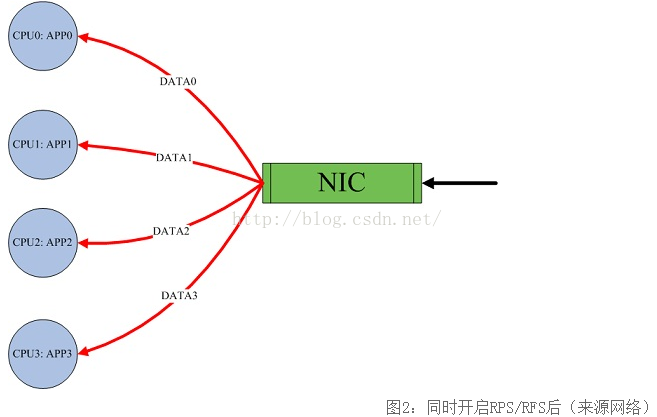 CPU0: APP0
DATA0
CPU1: APP1
DATA1
NIC
http://blog.csdn.net/
CPU2: APP2
DATA2
DATA3
CPU3: APP3
图2：同时开启RPS/RFS后（来源网络）